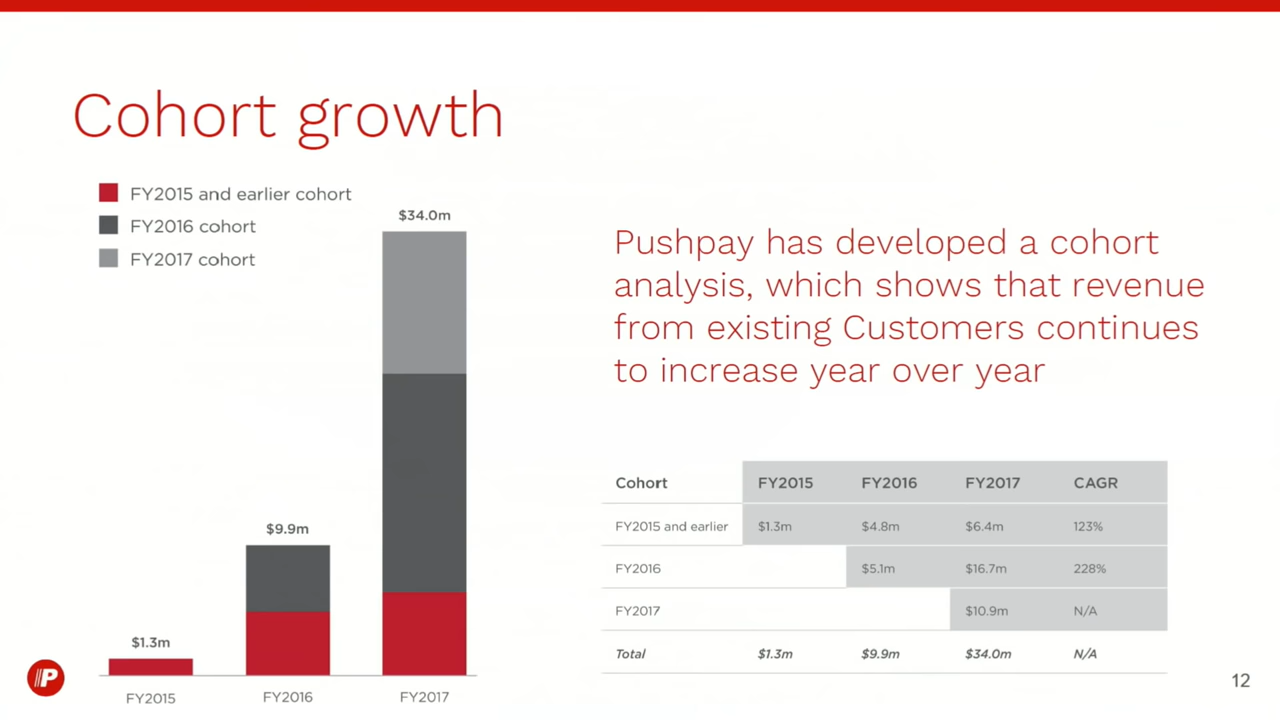 Cohort growth
FY2015 and earlier cohort
FY2016 cohort
FY2017 cohort
$34.0m
$9.9m
$1.3m
FY2015 FY2016 FY2017
Pushpay has developed a cohort
analysis, which shows that revenue
from existing Customers continues
to increase year over year
Cohort FY2015 FY2016 FY2017 CAGR
FY2015 and earlier $1.3m $4.8m $6.4m 123%
FY2016 $5.1m $16.7m 228%
FY2017 $10.9m N/A
Total $1.3m $9.9m $34.0m N/A
P
12